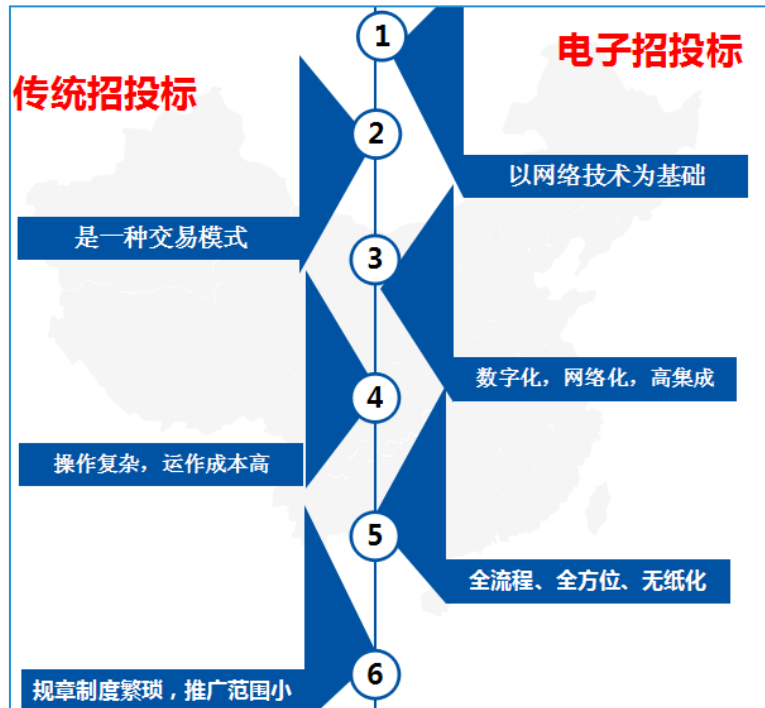 1
电子招投标
传统招投标
2
以网络技术为基础
是一种交易模式
3
数字化，网络化，高集成
4
操作复杂，运作成本高
5
全流程、全方位、无纸化
6
规章制度繁琐，推广范围小